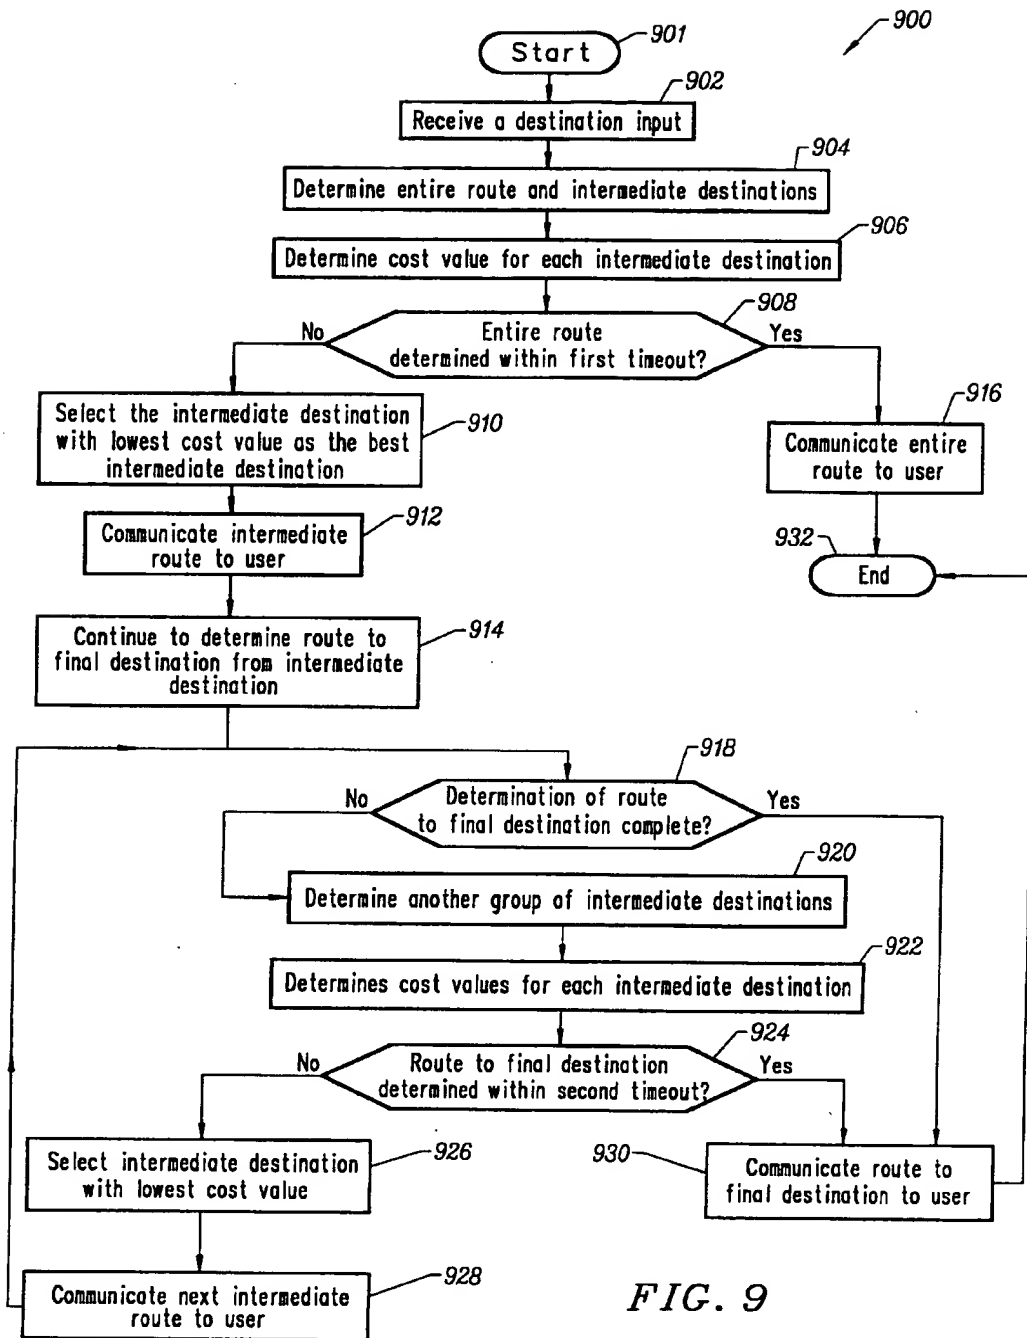 900
Start
901
902
Receive a destination input
904
Determine entire route and intermediate destinations
906
Determine cost value for each intermediate destination
908
No
Entire route
determined within first timeout?
Yes
Select the intermediate destination
with lowest cost value as the best
intermediate destination
910
916
Communicate entire
route to user
Communicate intermediate
route to user
912
932
End
Continue to determine route to
final destination from intermediate
destination
914
918
No
Determination of route
to final destination complete?
Yes
920
Determine another group of intermediate destinations
922
Determines cost values for each intermediate destination
924
No
Route to final destination
determined within second timeout?
Yes
Select intermediate destination
with lowest cost value
926
930
Communicate route to
final destination to user
Communicate next intermediate
route to user
928
FIG. 9